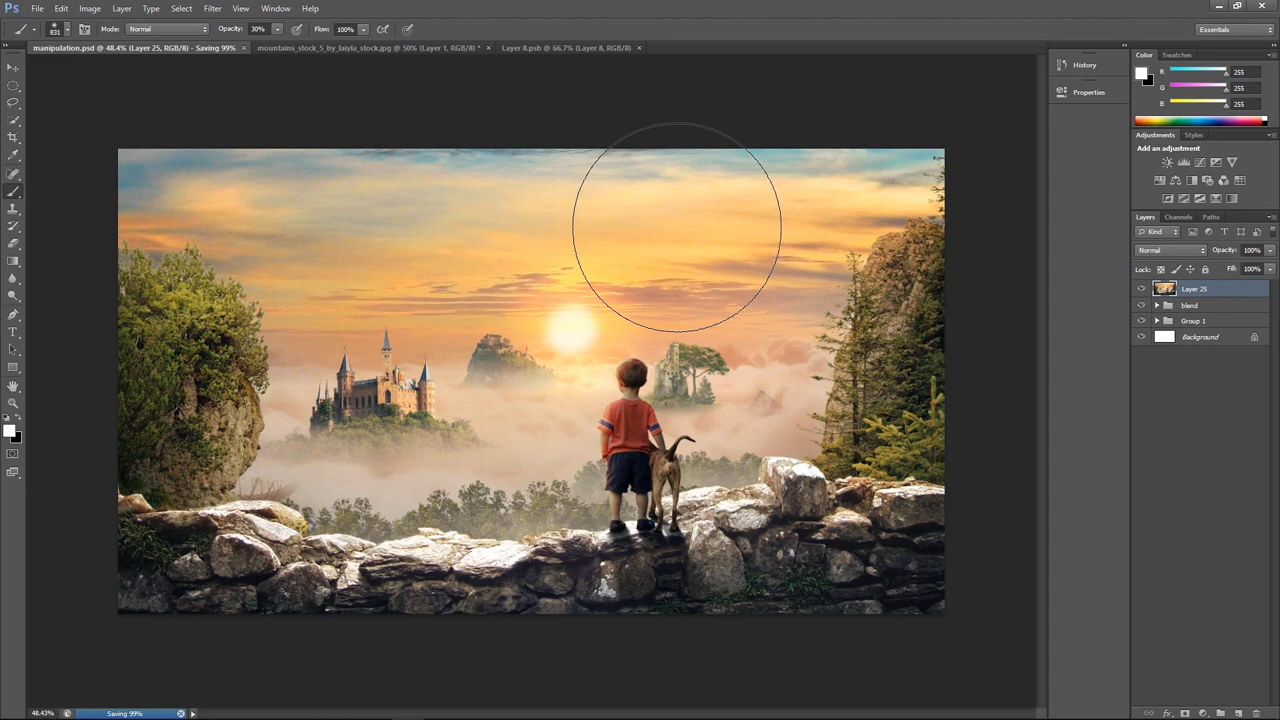 Ps File Edit Image Layer Type Select Filter View Window Help
831 Mode: Normal Opacity: 30% Flow: 100% Essentials
manipulation.psd @ 48.4% (Layer 25, RGB/8) - Saving 99% × mountains_stock_5_by_laiyla_stock.jpg @ 50% (Layer 1, RGB/8) * × Layer 8.psb @ 66.7% (Layer 8, RGB/8) ×
History
Properties
Color Swatches
R 255
G 255
B 255
Adjustments Styles
Add an adjustment
Layers Channels Paths
Kind
Normal Opacity: 100%
Lock: Fill: 100%
Layer 25
blend
Group 1
Background
48.43% Saving 99%